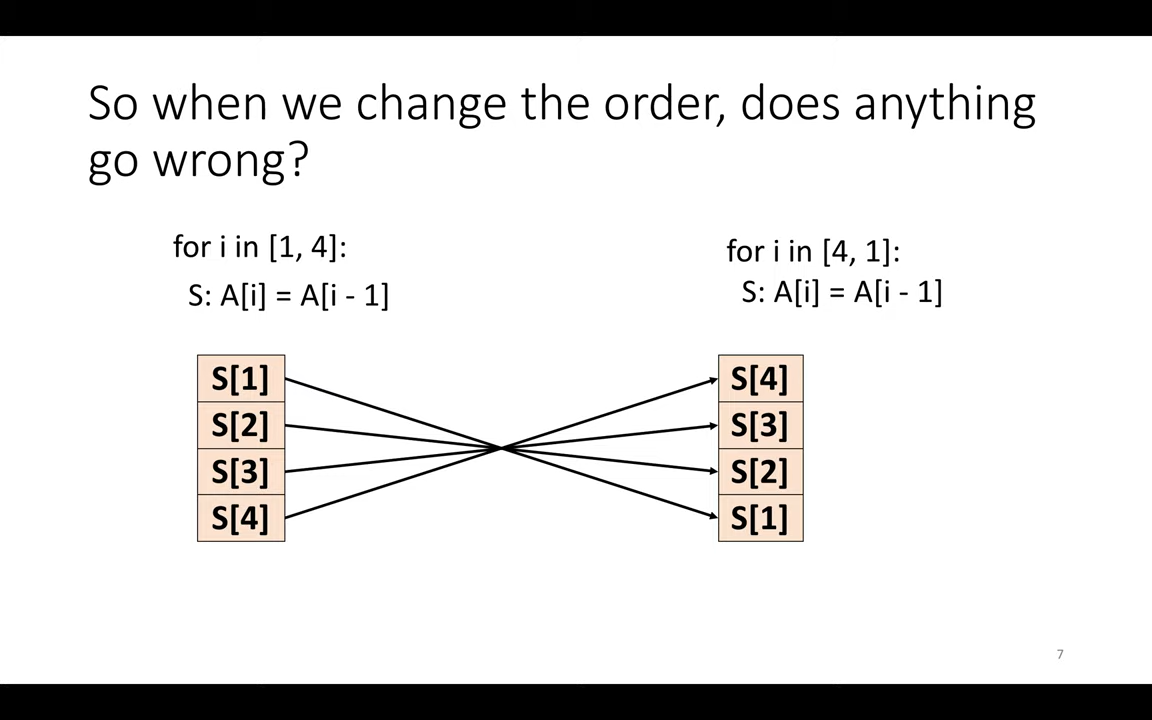 So when we change the order, does anything
go wrong?
for i in [1, 4]:
S: A[i] = A[i - 1]
for i in [4, 1]:
S: A[i] = A[i - 1]
S[1]
S[2]
S[3]
S[4]
S[4]
S[3]
S[2]
S[1]
7